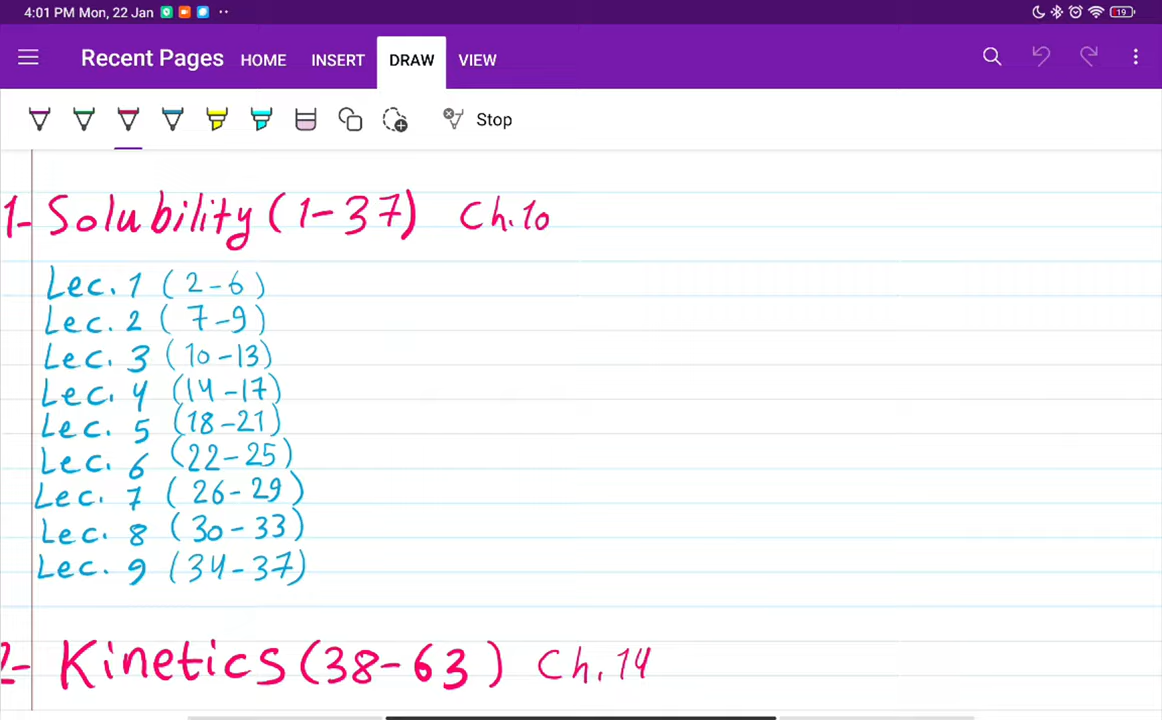 4:01 PM Mon, 22 Jan 19
Recent Pages HOME INSERT DRAW VIEW
Stop
1- Solubility (1-37) Ch.10
Lec. 1 (2-6)
Lec. 2 (7-9)
Lec. 3 (10-13)
Lec. 4 (14-17)
Lec. 5 (18-21)
Lec. 6 (22-25)
Lec. 7 (26-29)
Lec. 8 (30-33)
Lec. 9 (34-37)
2- Kinetics (38-63) Ch.14